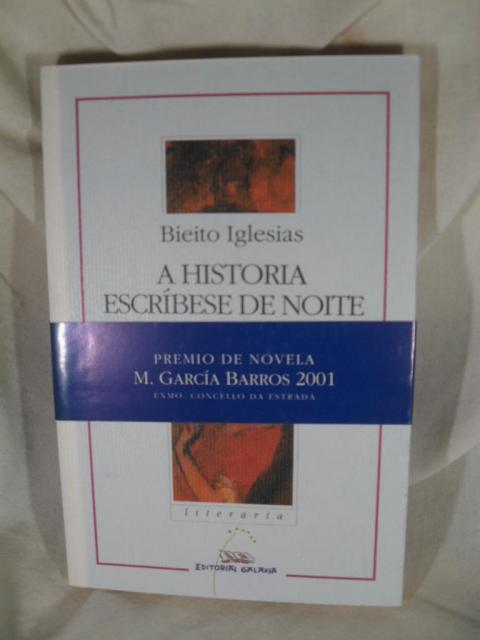 Bieito Iglesias
A HISTORIA
ESCRÍBESE DE NOITE
PREMIO DE NOVELA
M. GARCÍA BARROS 2001
EXMO. CONCELLO DA ESTRADA
literaria
EDITORIAL GALAXIA